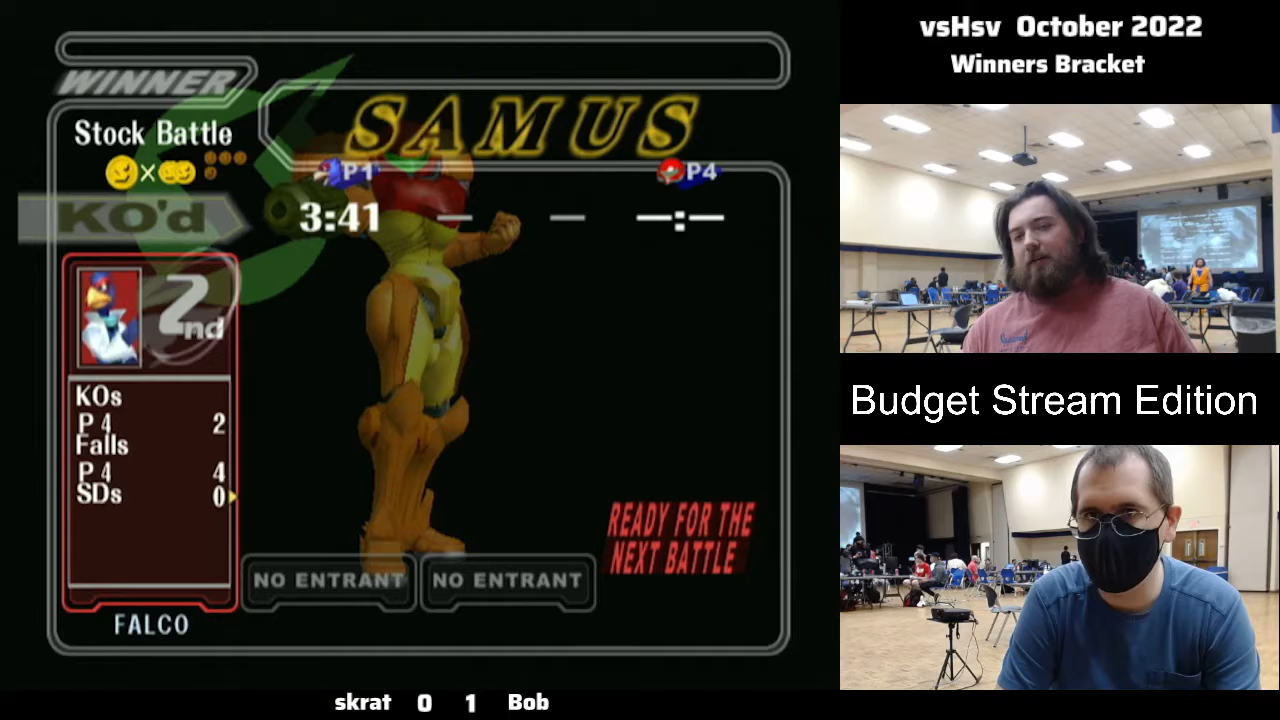 vsHsv October 2022
Winners Bracket
WINNER
SAMUS
Stock Battle
P1
P4
KO'd
3:41
2nd
KOs
P4 2
Falls
P4 4
SDs 0
READY FOR THE
NEXT BATTLE
NO ENTRANT
NO ENTRANT
FALCO
Budget Stream Edition
skrat 0 1 Bob